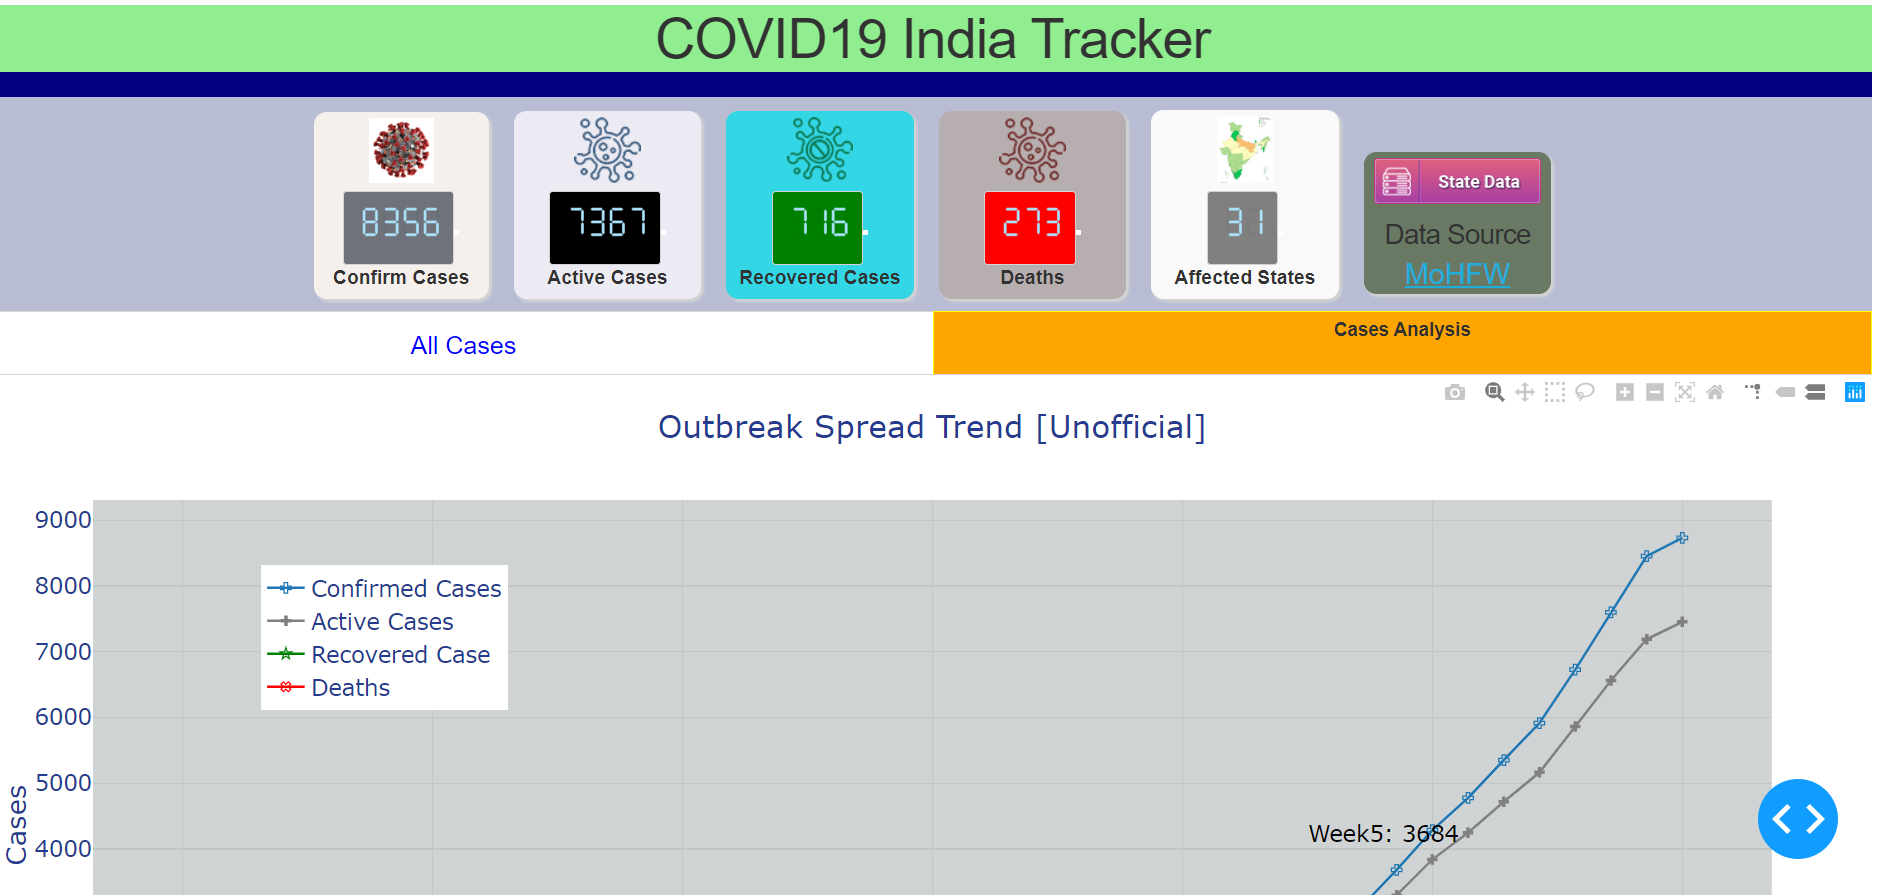 COVID19 India Tracker
8356
Confirm Cases
7367
Active Cases
716
Recovered Cases
273
Deaths
31
Affected States
State Data
Data Source
MoHFW
All Cases
Cases Analysis
Outbreak Spread Trend [Unofficial]
9000
8000
7000
6000
5000
4000
Cases
Confirmed Cases
Active Cases
Recovered Case
Deaths
Week5: 3684